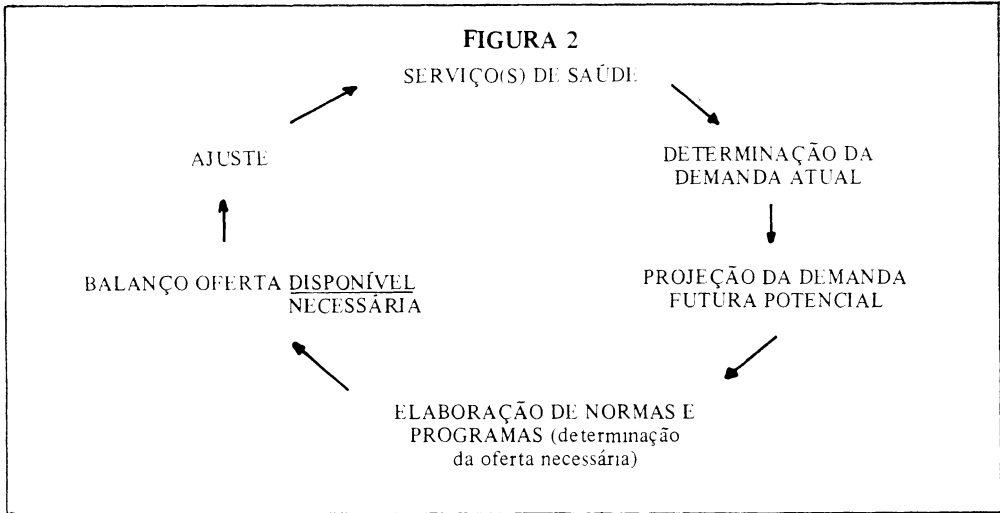 FIGURA 2
SERVIÇO(S) DE SAÚDE
DETERMINAÇÃO DA
DEMANDA ATUAL
PROJEÇÃO DA DEMANDA
FUTURA POTENCIAL
ELABORAÇÃO DE NORMAS E
PROGRAMAS (determinação
da oferta necessária)
BALANÇO OFERTA DISPONÍVEL
NECESSÁRIA
AJUSTE